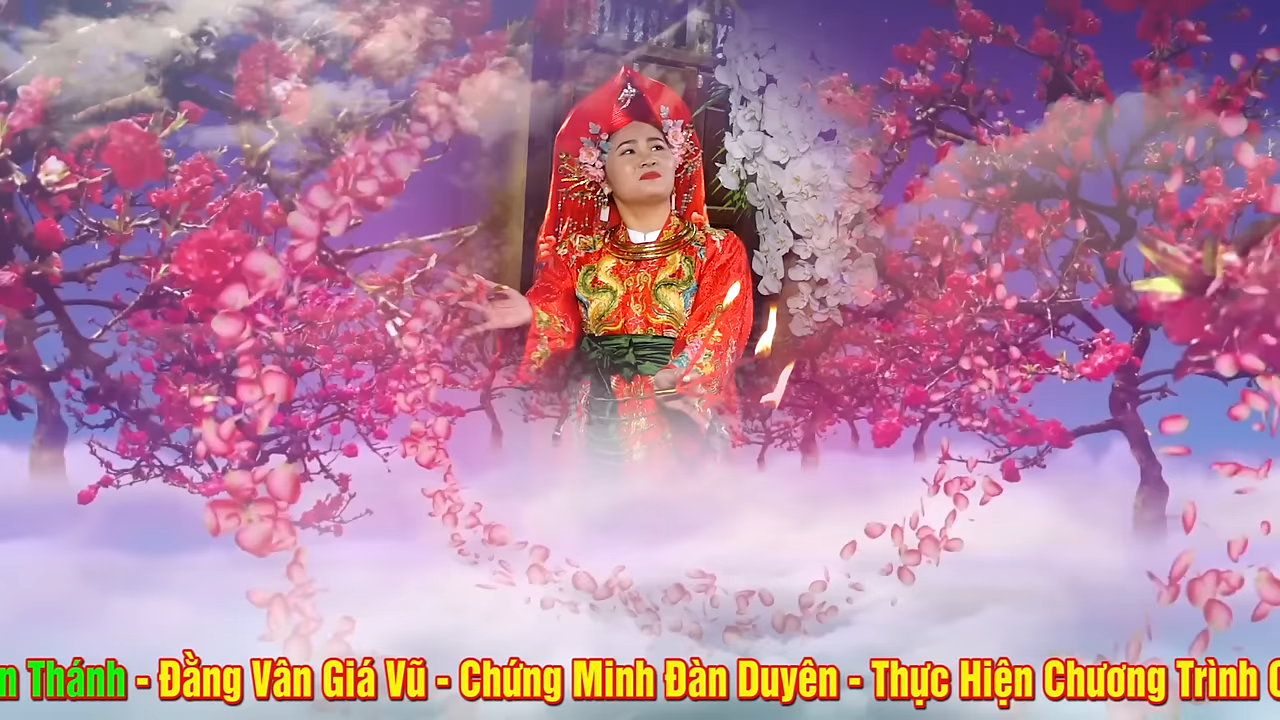 Thánh - Đằng Vân Giá Vũ - Chứng Minh Đàn Duyên - Thực Hiện Chương Trình